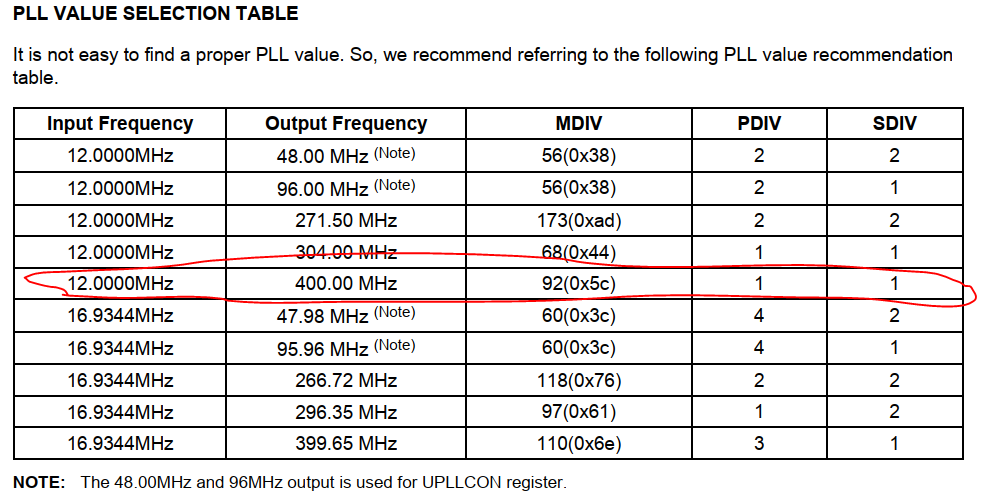 PLL VALUE SELECTION TABLE
It is not easy to find a proper PLL value. So, we recommend referring to the following PLL value recommendation
table.
Input Frequency Output Frequency MDIV PDIV SDIV
12.0000MHz 48.00 MHz (Note) 56(0x38) 2 2
12.0000MHz 96.00 MHz (Note) 56(0x38) 2 1
12.0000MHz 271.50 MHz 173(0xad) 2 2
12.0000MHz 304.00 MHz 68(0x44) 1 1
12.0000MHz 400.00 MHz 92(0x5c) 1 1
16.9344MHz 47.98 MHz (Note) 60(0x3c) 4 2
16.9344MHz 95.96 MHz (Note) 60(0x3c) 4 1
16.9344MHz 266.72 MHz 118(0x76) 2 2
16.9344MHz 296.35 MHz 97(0x61) 1 2
16.9344MHz 399.65 MHz 110(0x6e) 3 1
NOTE: The 48.00MHz and 96MHz output is used for UPLLCON register.